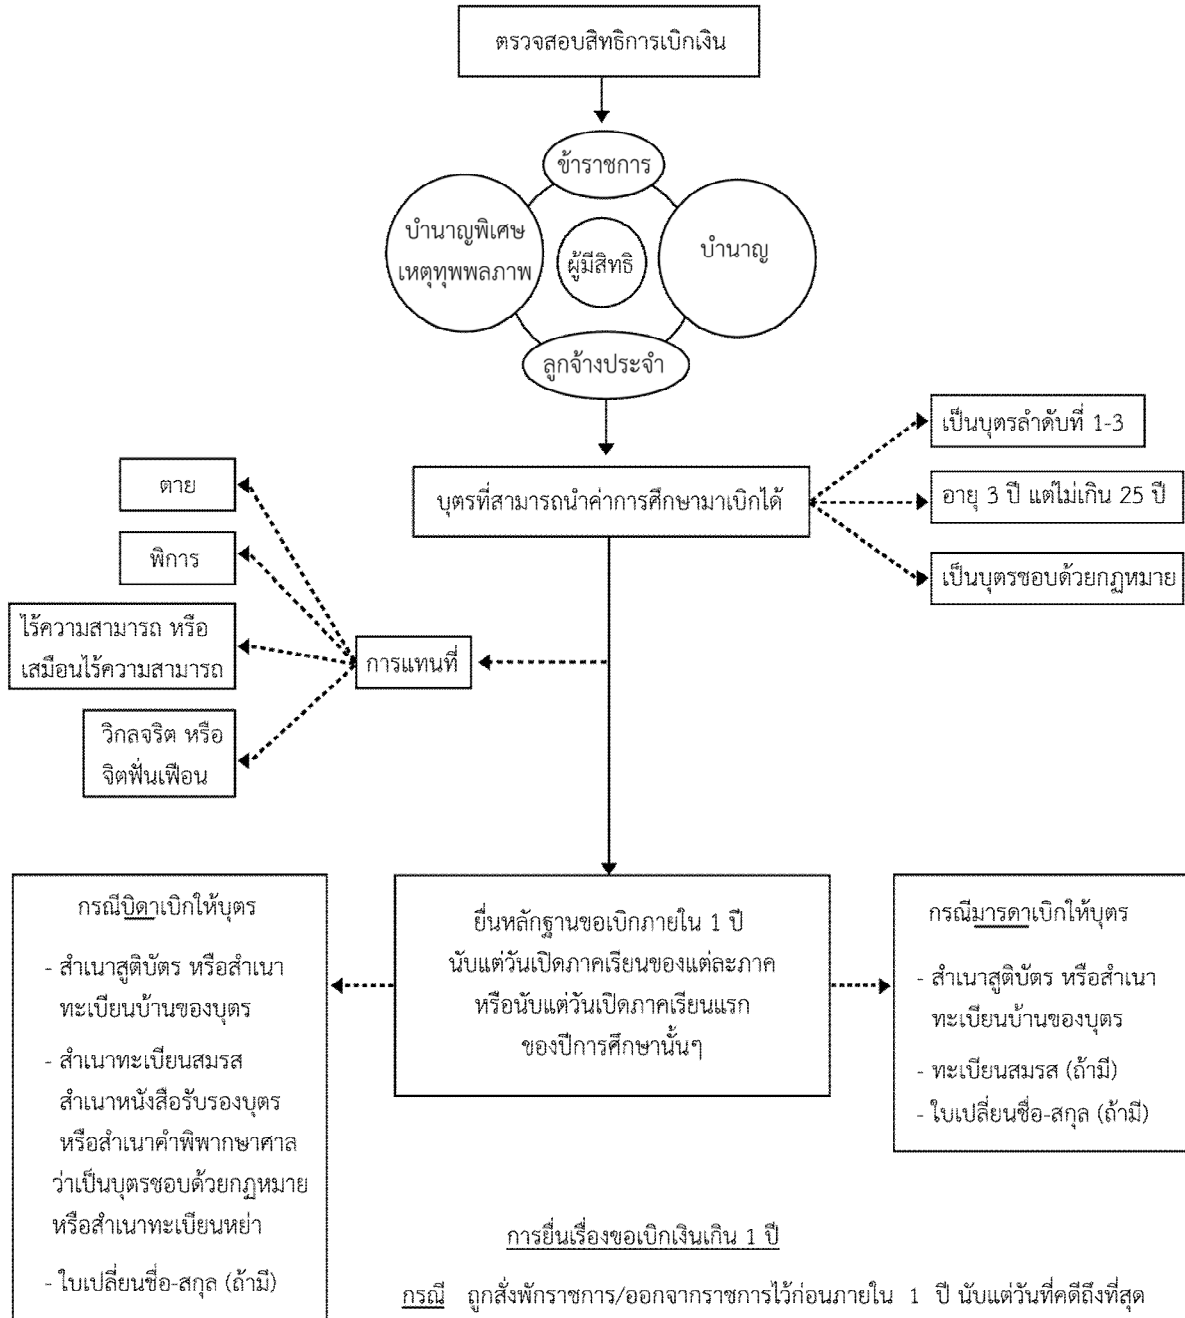 ตรวจสอบสิทธิการเบิกเงิน
ข้าราชการ
บำนาญพิเศษ
เหตุทุพพลภาพ
ผู้มีสิทธิ
บำนาญ
ลูกจ้างประจำ
บุตรที่สามารถนำค่าการศึกษามาเบิกได้
เป็นบุตรลำดับที่ 1-3
อายุ 3 ปี แต่ไม่เกิน 25 ปี
เป็นบุตรชอบด้วยกฎหมาย
ตาย
พิการ
ไร้ความสามารถ หรือ
เสมือนไร้ความสามารถ
วิกลจริต หรือ
จิตฟั่นเฟือน
การแทนที่
กรณีบิดาเบิกให้บุตร
- สำเนาสูติบัตร หรือสำเนา
ทะเบียนบ้านของบุตร
- สำเนาทะเบียนสมรส
สำเนาหนังสือรับรองบุตร
หรือสำเนาคำพิพากษาศาล
ว่าเป็นบุตรชอบด้วยกฎหมาย
หรือสำเนาทะเบียนหย่า
- ใบเปลี่ยนชื่อ-สกุล (ถ้ามี)
ยื่นหลักฐานขอเบิกภายใน 1 ปี
นับแต่วันเปิดภาคเรียนของแต่ละภาค
หรือนับแต่วันเปิดภาคเรียนแรก
ของปีการศึกษานั้นๆ
กรณีมารดาเบิกให้บุตร
- สำเนาสูติบัตร หรือสำเนา
ทะเบียนบ้านของบุตร
- ทะเบียนสมรส (ถ้ามี)
- ใบเปลี่ยนชื่อ-สกุล (ถ้ามี)
การยื่นเรื่องขอเบิกเงินเกิน 1 ปี
กรณี ถูกสั่งพักราชการ/ออกจากราชการไว้ก่อนภายใน 1 ปี นับแต่วันที่คดีถึงที่สุด